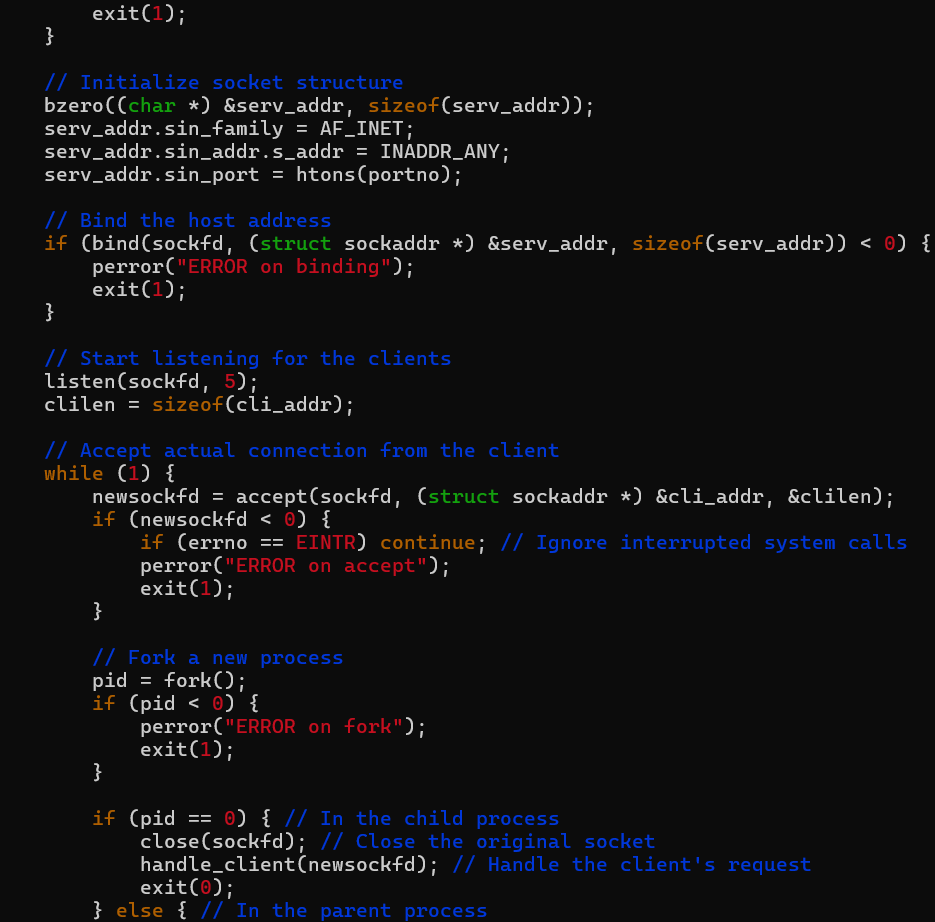 exit(1);
    }

    // Initialize socket structure
    bzero((char *) &serv_addr, sizeof(serv_addr));
    serv_addr.sin_family = AF_INET;
    serv_addr.sin_addr.s_addr = INADDR_ANY;
    serv_addr.sin_port = htons(portno);

    // Bind the host address
    if (bind(sockfd, (struct sockaddr *) &serv_addr, sizeof(serv_addr)) < 0) {
        perror("ERROR on binding");
        exit(1);
    }

    // Start listening for the clients
    listen(sockfd, 5);
    clilen = sizeof(cli_addr);

    // Accept actual connection from the client
    while (1) {
        newsockfd = accept(sockfd, (struct sockaddr *) &cli_addr, &clilen);
        if (newsockfd < 0) {
            if (errno == EINTR) continue; // Ignore interrupted system calls
            perror("ERROR on accept");
            exit(1);
        }

        // Fork a new process
        pid = fork();
        if (pid < 0) {
            perror("ERROR on fork");
            exit(1);
        }

        if (pid == 0) { // In the child process
            close(sockfd); // Close the original socket
            handle_client(newsockfd); // Handle the client's request
            exit(0);
        } else { // In the parent process